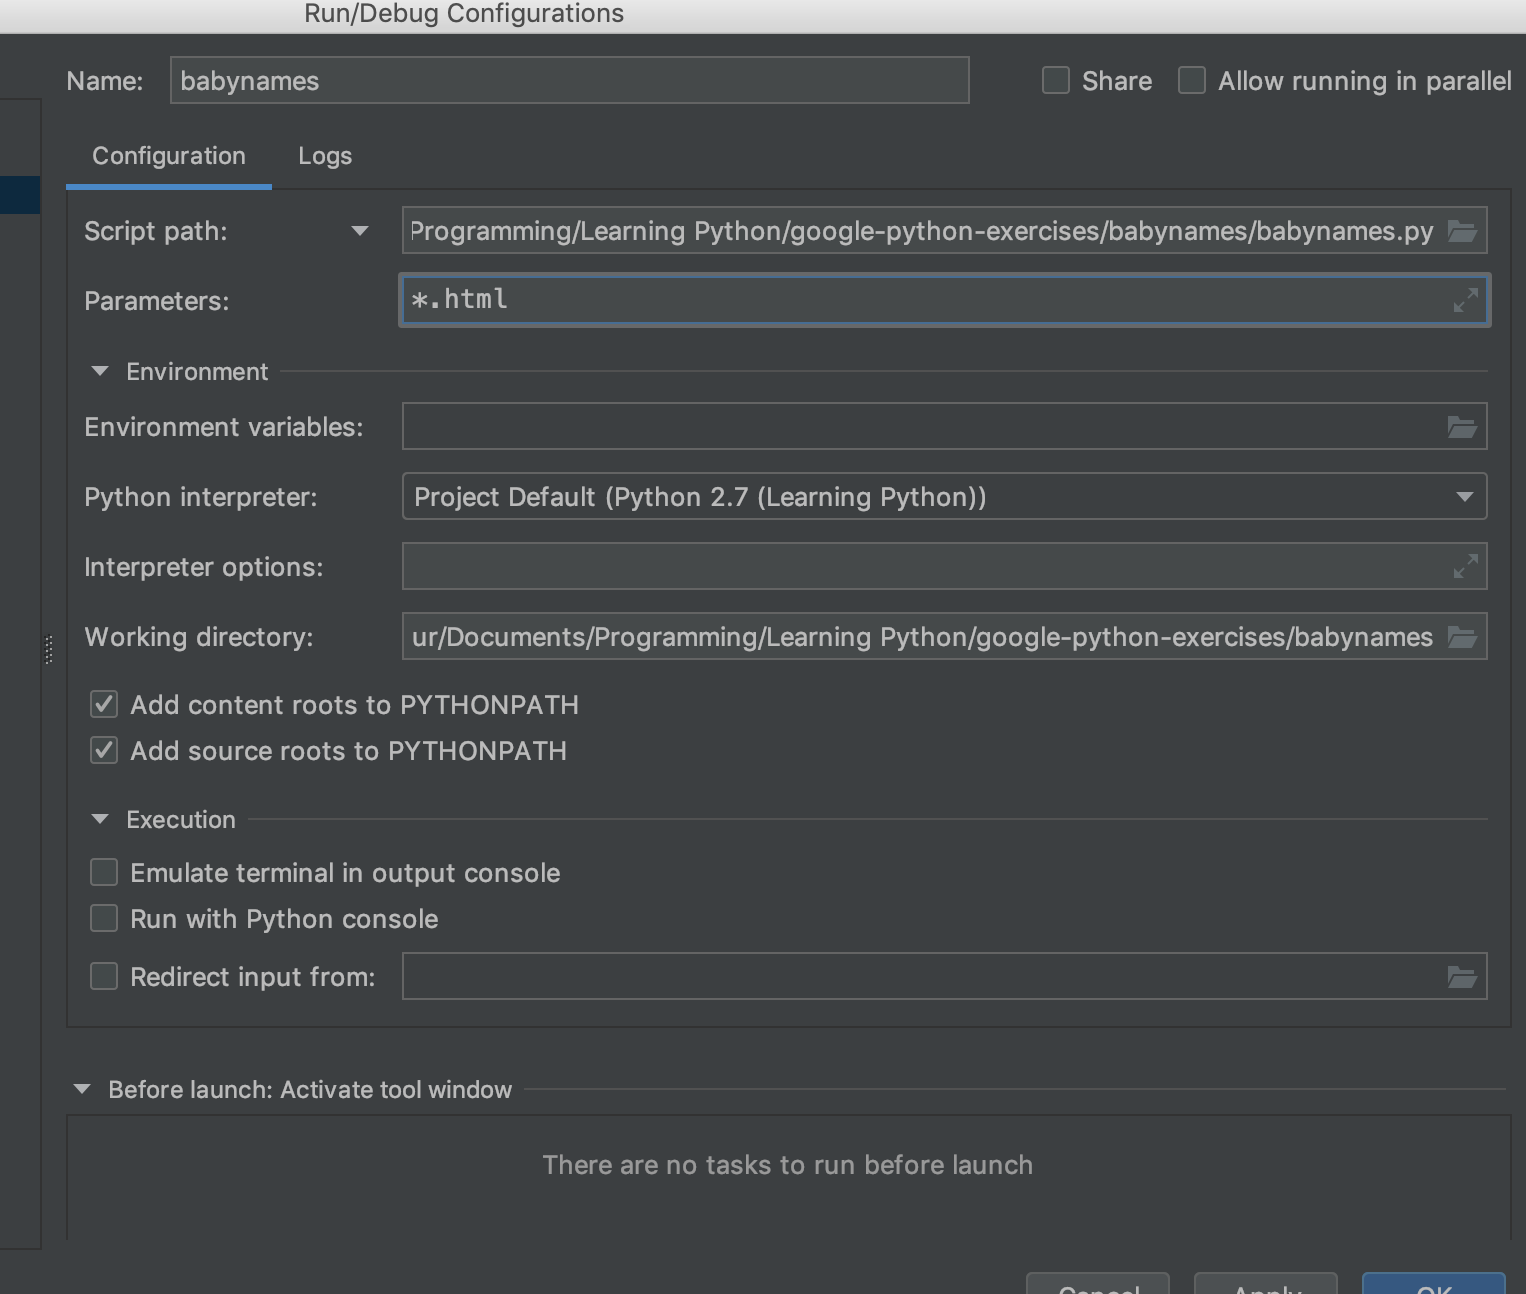 Run/Debug Configurations
Name: babynames Share Allow running in parallel
Configuration Logs
Script path: Programming/Learning Python/google-python-exercises/babynames/babynames.py
Parameters: *.html
Environment
Environment variables:
Python interpreter: Project Default (Python 2.7 (Learning Python))
Interpreter options:
Working directory: ur/Documents/Programming/Learning Python/google-python-exercises/babynames
Add content roots to PYTHONPATH
Add source roots to PYTHONPATH
Execution
Emulate terminal in output console
Run with Python console
Redirect input from:
Before launch: Activate tool window
There are no tasks to run before launch
Cancel Apply OK